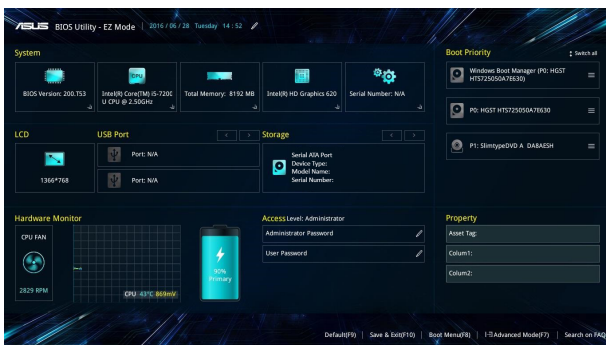 ASUS BIOS Utility - EZ Mode 2016 / 06 / 28 Tuesday 14 : 52
System
BIOS Version: 200.T53
CPU
Intel(R) Core(TM) i5-7200
U CPU @ 2.50GHz
Total Memory: 8192 MB
Intel(R) HD Graphics 620
Serial Number: N/A
Boot Priority
Switch all
Windows Boot Manager (P0: HGST
HTS725050A7E630)
P0: HGST HTS725050A7E630
P1: SlimtypeDVD A DA8AESH
LCD
1366*768
USB Port
Port: N/A
Port: N/A
Storage
Serial ATA Port
Device Type:
Model Name:
Serial Number:
Hardware Monitor
CPU FAN
2829 RPM
CPU 43°C 869mV
90%
Primary
Access Level: Administrator
Administrator Password
User Password
Property
Asset Tag:
Colum1:
Colum2:
Default(F9) | Save & Exit(F10) | Boot Menu(F8) | Advanced Mode(F7) | Search on FAQ